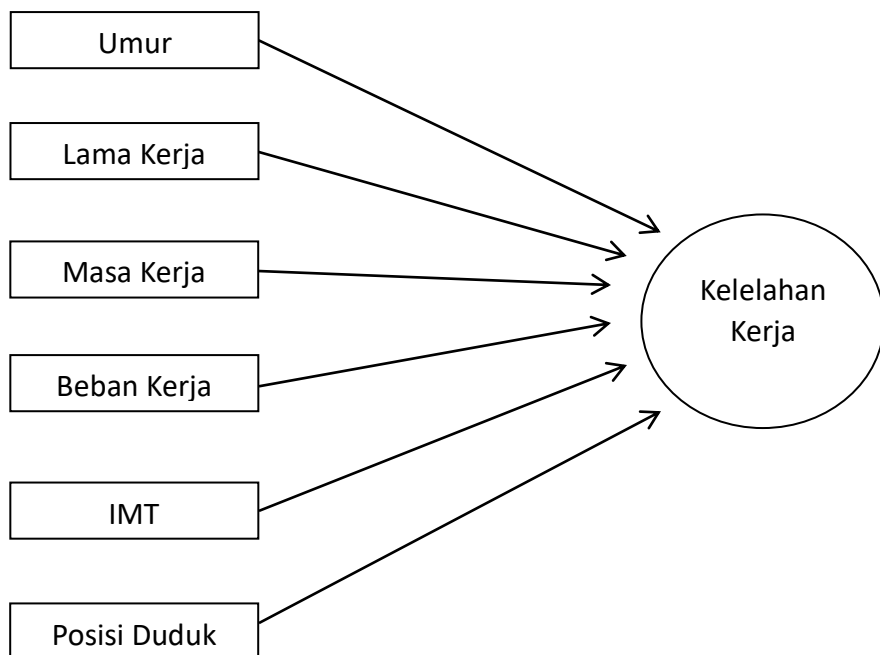 Umur
Lama Kerja
Masa Kerja
Kelelahan
Kerja
Beban Kerja
IMT
Posisi Duduk